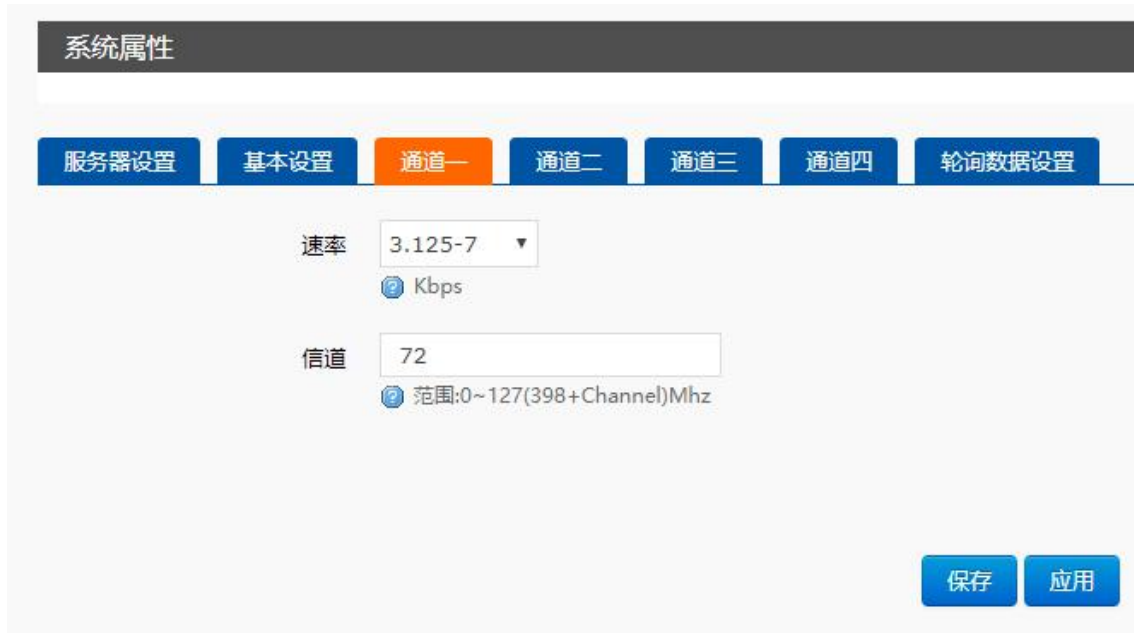 系统属性
服务器设置 基本设置 通道一 通道二 通道三 通道四 轮询数据设置
速率 3.125-7
Kbps
信道 72
范围:0~127(398+Channel)Mhz
保存 应用